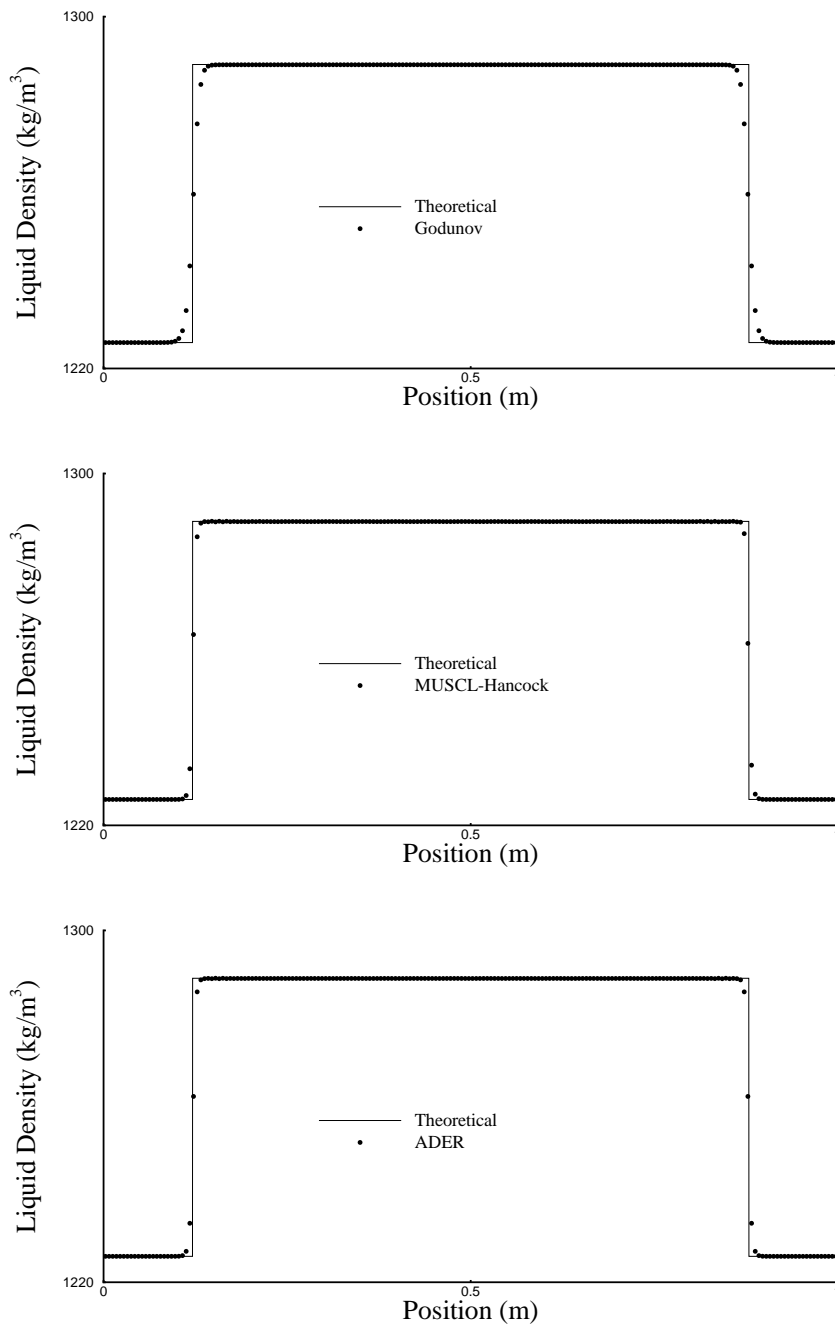 1300
Liquid Density (kg/m³)
Theoretical
Godunov
1220
0
0.5
Position (m)
1300
Liquid Density (kg/m³)
Theoretical
MUSCL-Hancock
1220
0
0.5
Position (m)
1300
Liquid Density (kg/m³)
Theoretical
ADER
1220
0
0.5
Position (m)